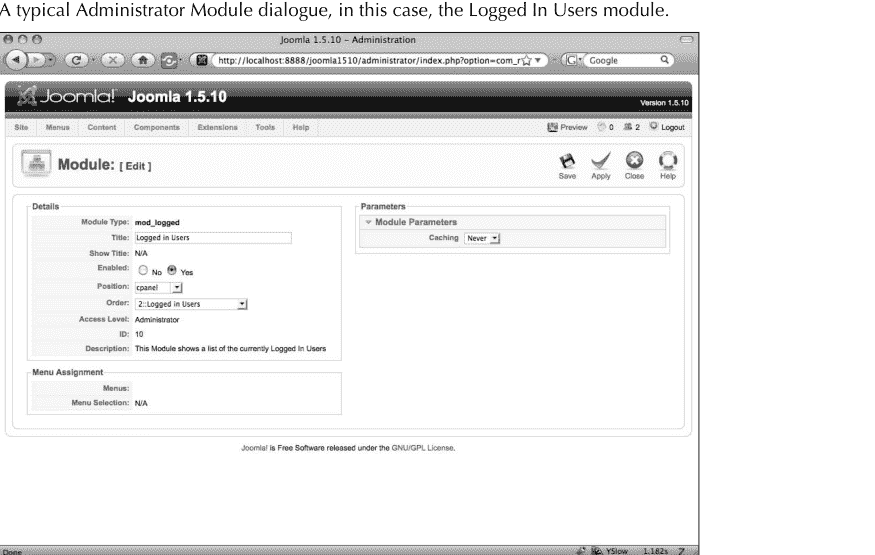 A typical Administrator Module dialogue, in this case, the Logged In Users module.
Joomla 1.5.10 – Administration
http://localhost:8888/joomla1510/administrator/index.php?option=com_r
Google
Joomla! Joomla 1.5.10
Version 1.5.10
Site Menus Content Components Extensions Tools Help Preview 0 2 Logout
Module: [ Edit ]
Save Apply Close Help
Details
Module Type: mod_logged
Title: Logged in Users
Show Title: N/A
Enabled: No Yes
Position: cpanel
Order: 2::Logged in Users
Access Level: Administrator
ID: 10
Description: This Module shows a list of the currently Logged In Users
Parameters
Module Parameters
Caching Never
Menu Assignment
Menus:
Menu Selection: N/A
Joomla! is Free Software released under the GNU/GPL License.
Done YSlow 1.182s